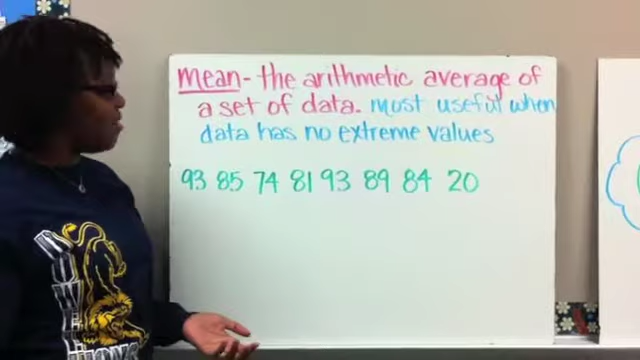 mean - the arithmetic average of
a set of data. most useful when
data has no extreme values
93 85 74 81 93 89 84 20